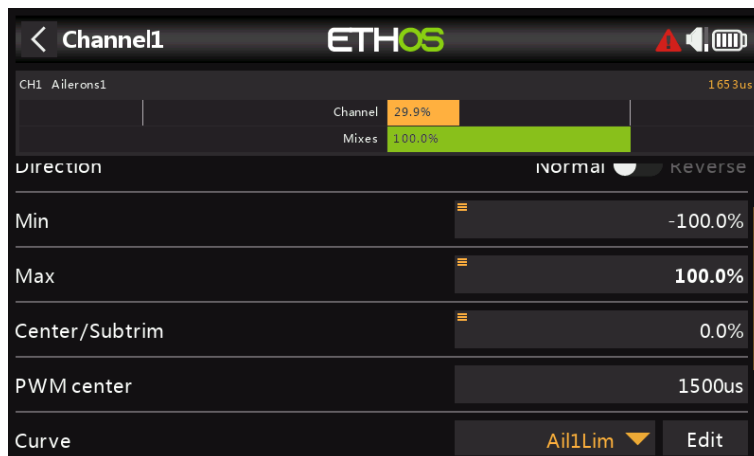 Channel1
ETHOS
CH1 Ailerons1 1653us
Channel 29.9%
Mixes 100.0%
Direction Normal Reverse
Min -100.0%
Max 100.0%
Center/Subtrim 0.0%
PWM center 1500us
Curve Ail1Lim Edit